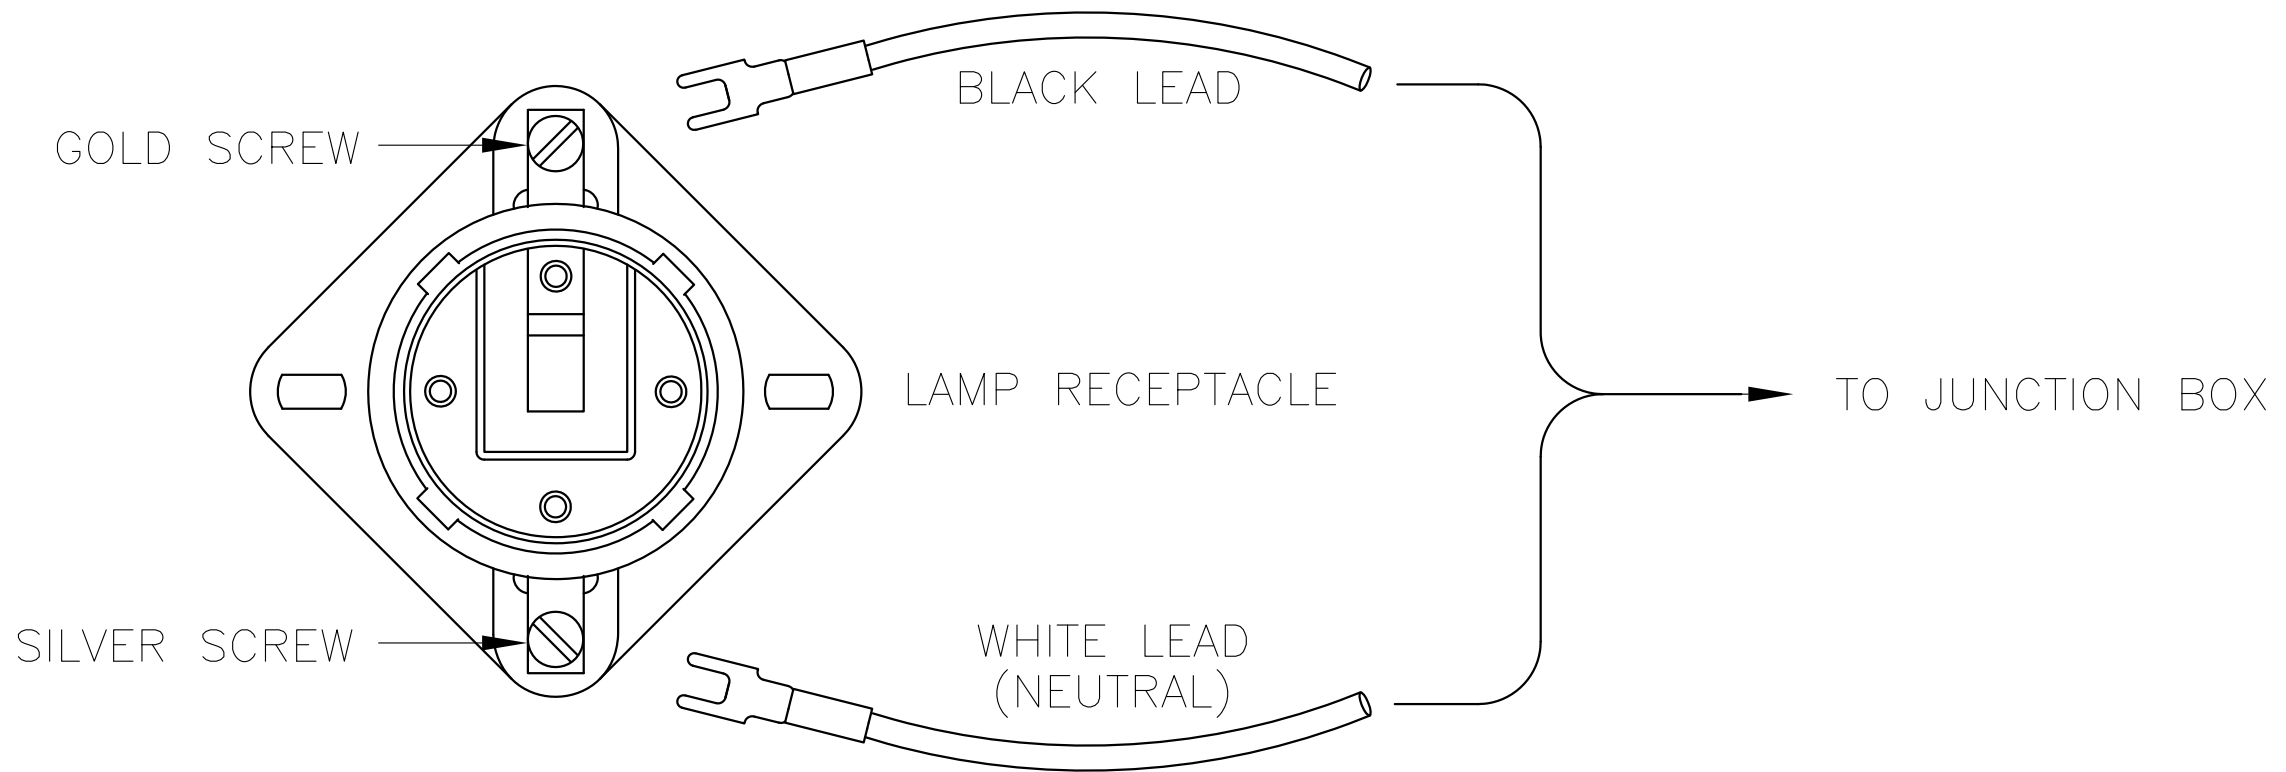 BLACK LEAD
GOLD SCREW
LAMP RECEPTACLE
TO JUNCTION BOX
SILVER SCREW
WHITE LEAD
(NEUTRAL)